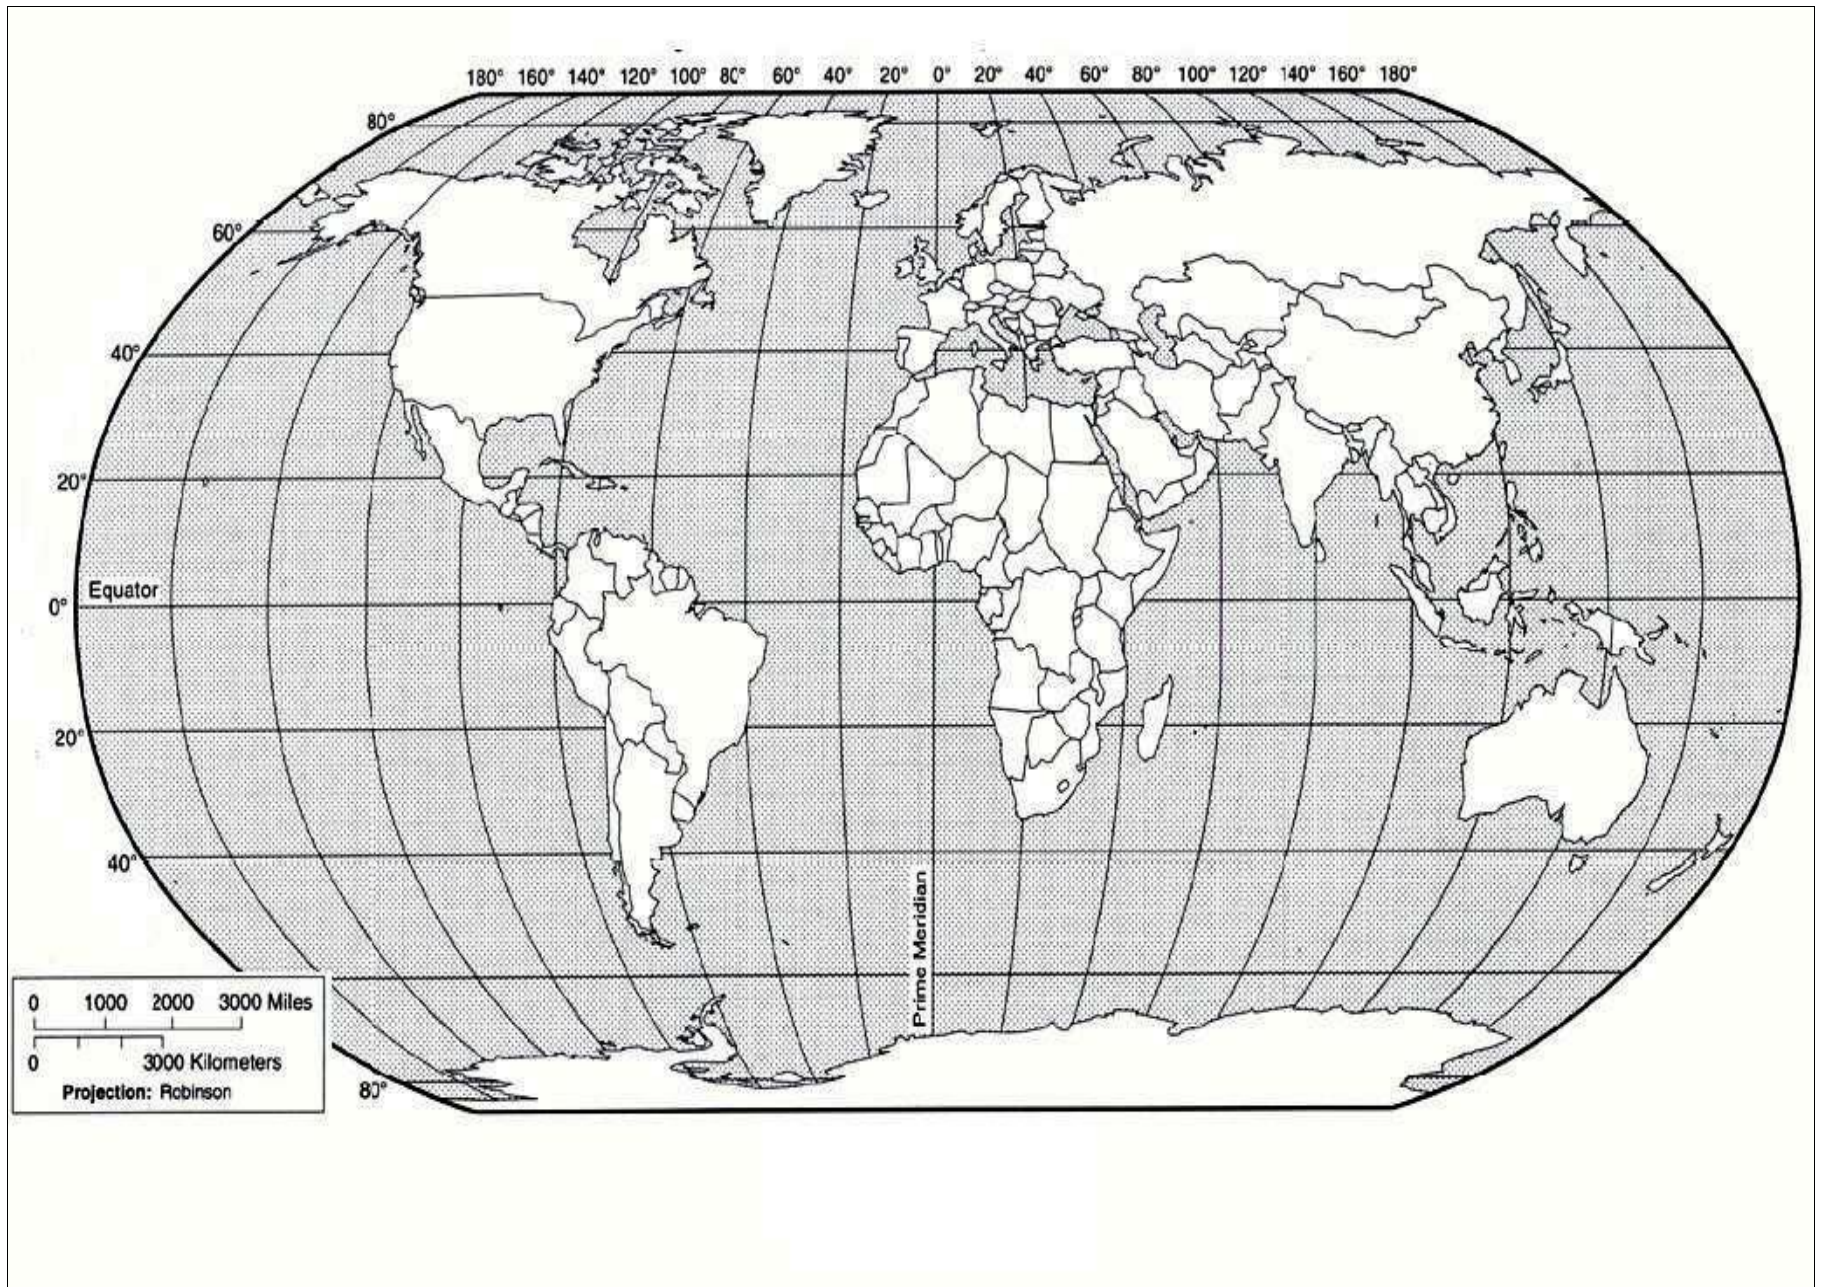 180° 160° 140° 120° 100° 80° 60° 40° 20° 0° 20° 40° 60° 80° 100° 120° 140° 160° 180°
80°
60°
40°
20°
Equator
0°
20°
40°
Prime Meridian
0 1000 2000 3000 Miles
0 3000 Kilometers
Projection: Robinson
80°